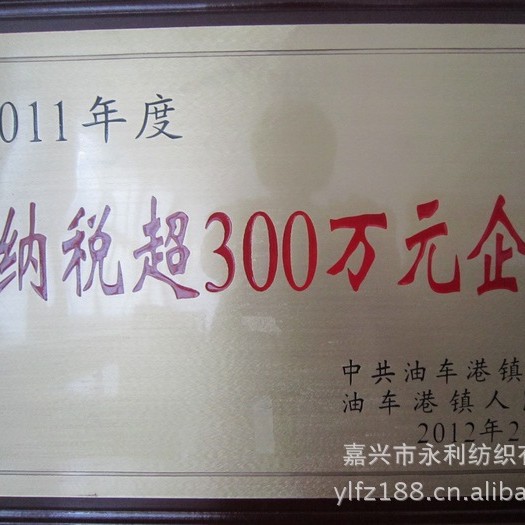 011年度
纳税超300万元企
中共油车港镇
油车港镇人
2012年2
嘉兴市永利纺织有
ylfz188.cn.alibaba